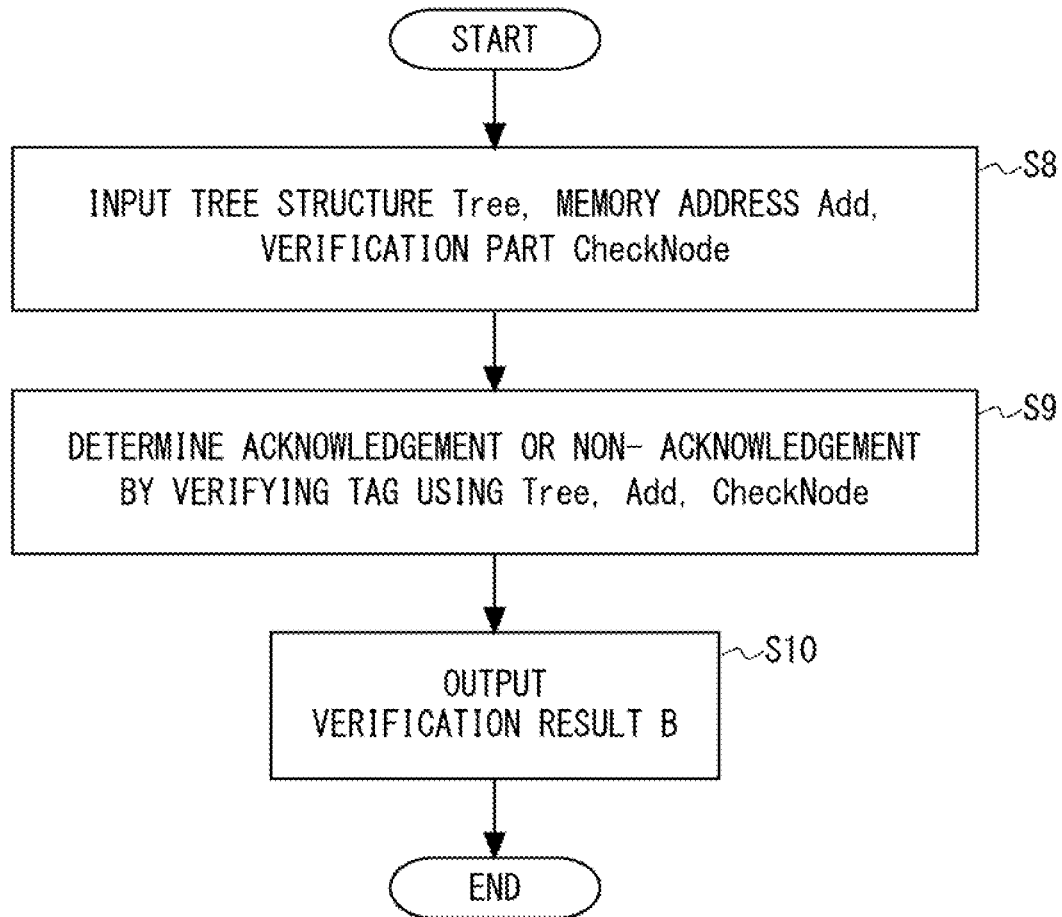 START
S8
INPUT TREE STRUCTURE Tree, MEMORY ADDRESS Add,
VERIFICATION PART CheckNode
S9
DETERMINE ACKNOWLEDGEMENT OR NON- ACKNOWLEDGEMENT
BY VERIFYING TAG USING Tree, Add, CheckNode
S10
OUTPUT
VERIFICATION RESULT B
END